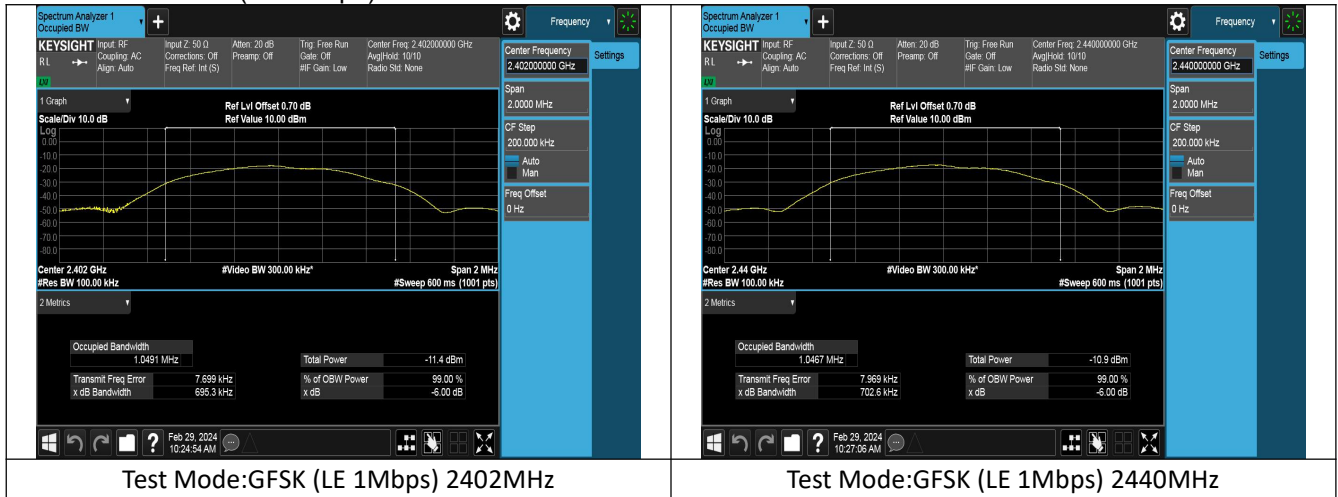 Spectrum Analyzer 1
Occupied BW
+
Frequency
KEYSIGHT
RL
Input: RF
Coupling: AC
Align: Auto
Input Z: 50 Ω
Corrections: Off
Freq Ref: Int (S)
Atten: 20 dB
Preamp: Off
Trig: Free Run
Gate: Off
#IF Gain: Low
Center Freq: 2.402000000 GHz
Avg|Hold: 10/10
Radio Std: None
LXI
Center Frequency
2.402000000 GHz
Settings
Span
2.0000 MHz
CF Step
200.000 kHz
Auto
Man
Freq Offset
0 Hz
1 Graph
Ref Lvl Offset 0.70 dB
Scale/Div 10.0 dB
Ref Value 10.00 dBm
Log
0.00
-10.0
-20.0
-30.0
-40.0
-50.0
-60.0
-70.0
-80.0
Center 2.402 GHz
#Video BW 300.00 kHz*
Span 2 MHz
#Res BW 100.00 kHz
#Sweep 600 ms (1001 pts)
2 Metrics
Occupied Bandwidth
1.0491 MHz
Total Power -11.4 dBm
Transmit Freq Error 7.699 kHz
% of OBW Power 99.00 %
x dB Bandwidth 695.3 kHz
x dB -6.00 dB
?
Feb 29, 2024
10:24:54 AM
Test Mode:GFSK (LE 1Mbps) 2402MHz
Spectrum Analyzer 1
Occupied BW
+
Frequency
KEYSIGHT
RL
Input: RF
Coupling: AC
Align: Auto
Input Z: 50 Ω
Corrections: Off
Freq Ref: Int (S)
Atten: 20 dB
Preamp: Off
Trig: Free Run
Gate: Off
#IF Gain: Low
Center Freq: 2.440000000 GHz
Avg|Hold: 10/10
Radio Std: None
LXI
Center Frequency
2.440000000 GHz
Settings
Span
2.0000 MHz
CF Step
200.000 kHz
Auto
Man
Freq Offset
0 Hz
1 Graph
Ref Lvl Offset 0.70 dB
Scale/Div 10.0 dB
Ref Value 10.00 dBm
Log
0.00
-10.0
-20.0
-30.0
-40.0
-50.0
-60.0
-70.0
-80.0
Center 2.44 GHz
#Video BW 300.00 kHz*
Span 2 MHz
#Res BW 100.00 kHz
#Sweep 600 ms (1001 pts)
2 Metrics
Occupied Bandwidth
1.0467 MHz
Total Power -10.9 dBm
Transmit Freq Error 7.969 kHz
% of OBW Power 99.00 %
x dB Bandwidth 702.6 kHz
x dB -6.00 dB
?
Feb 29, 2024
10:27:06 AM
Test Mode:GFSK (LE 1Mbps) 2440MHz